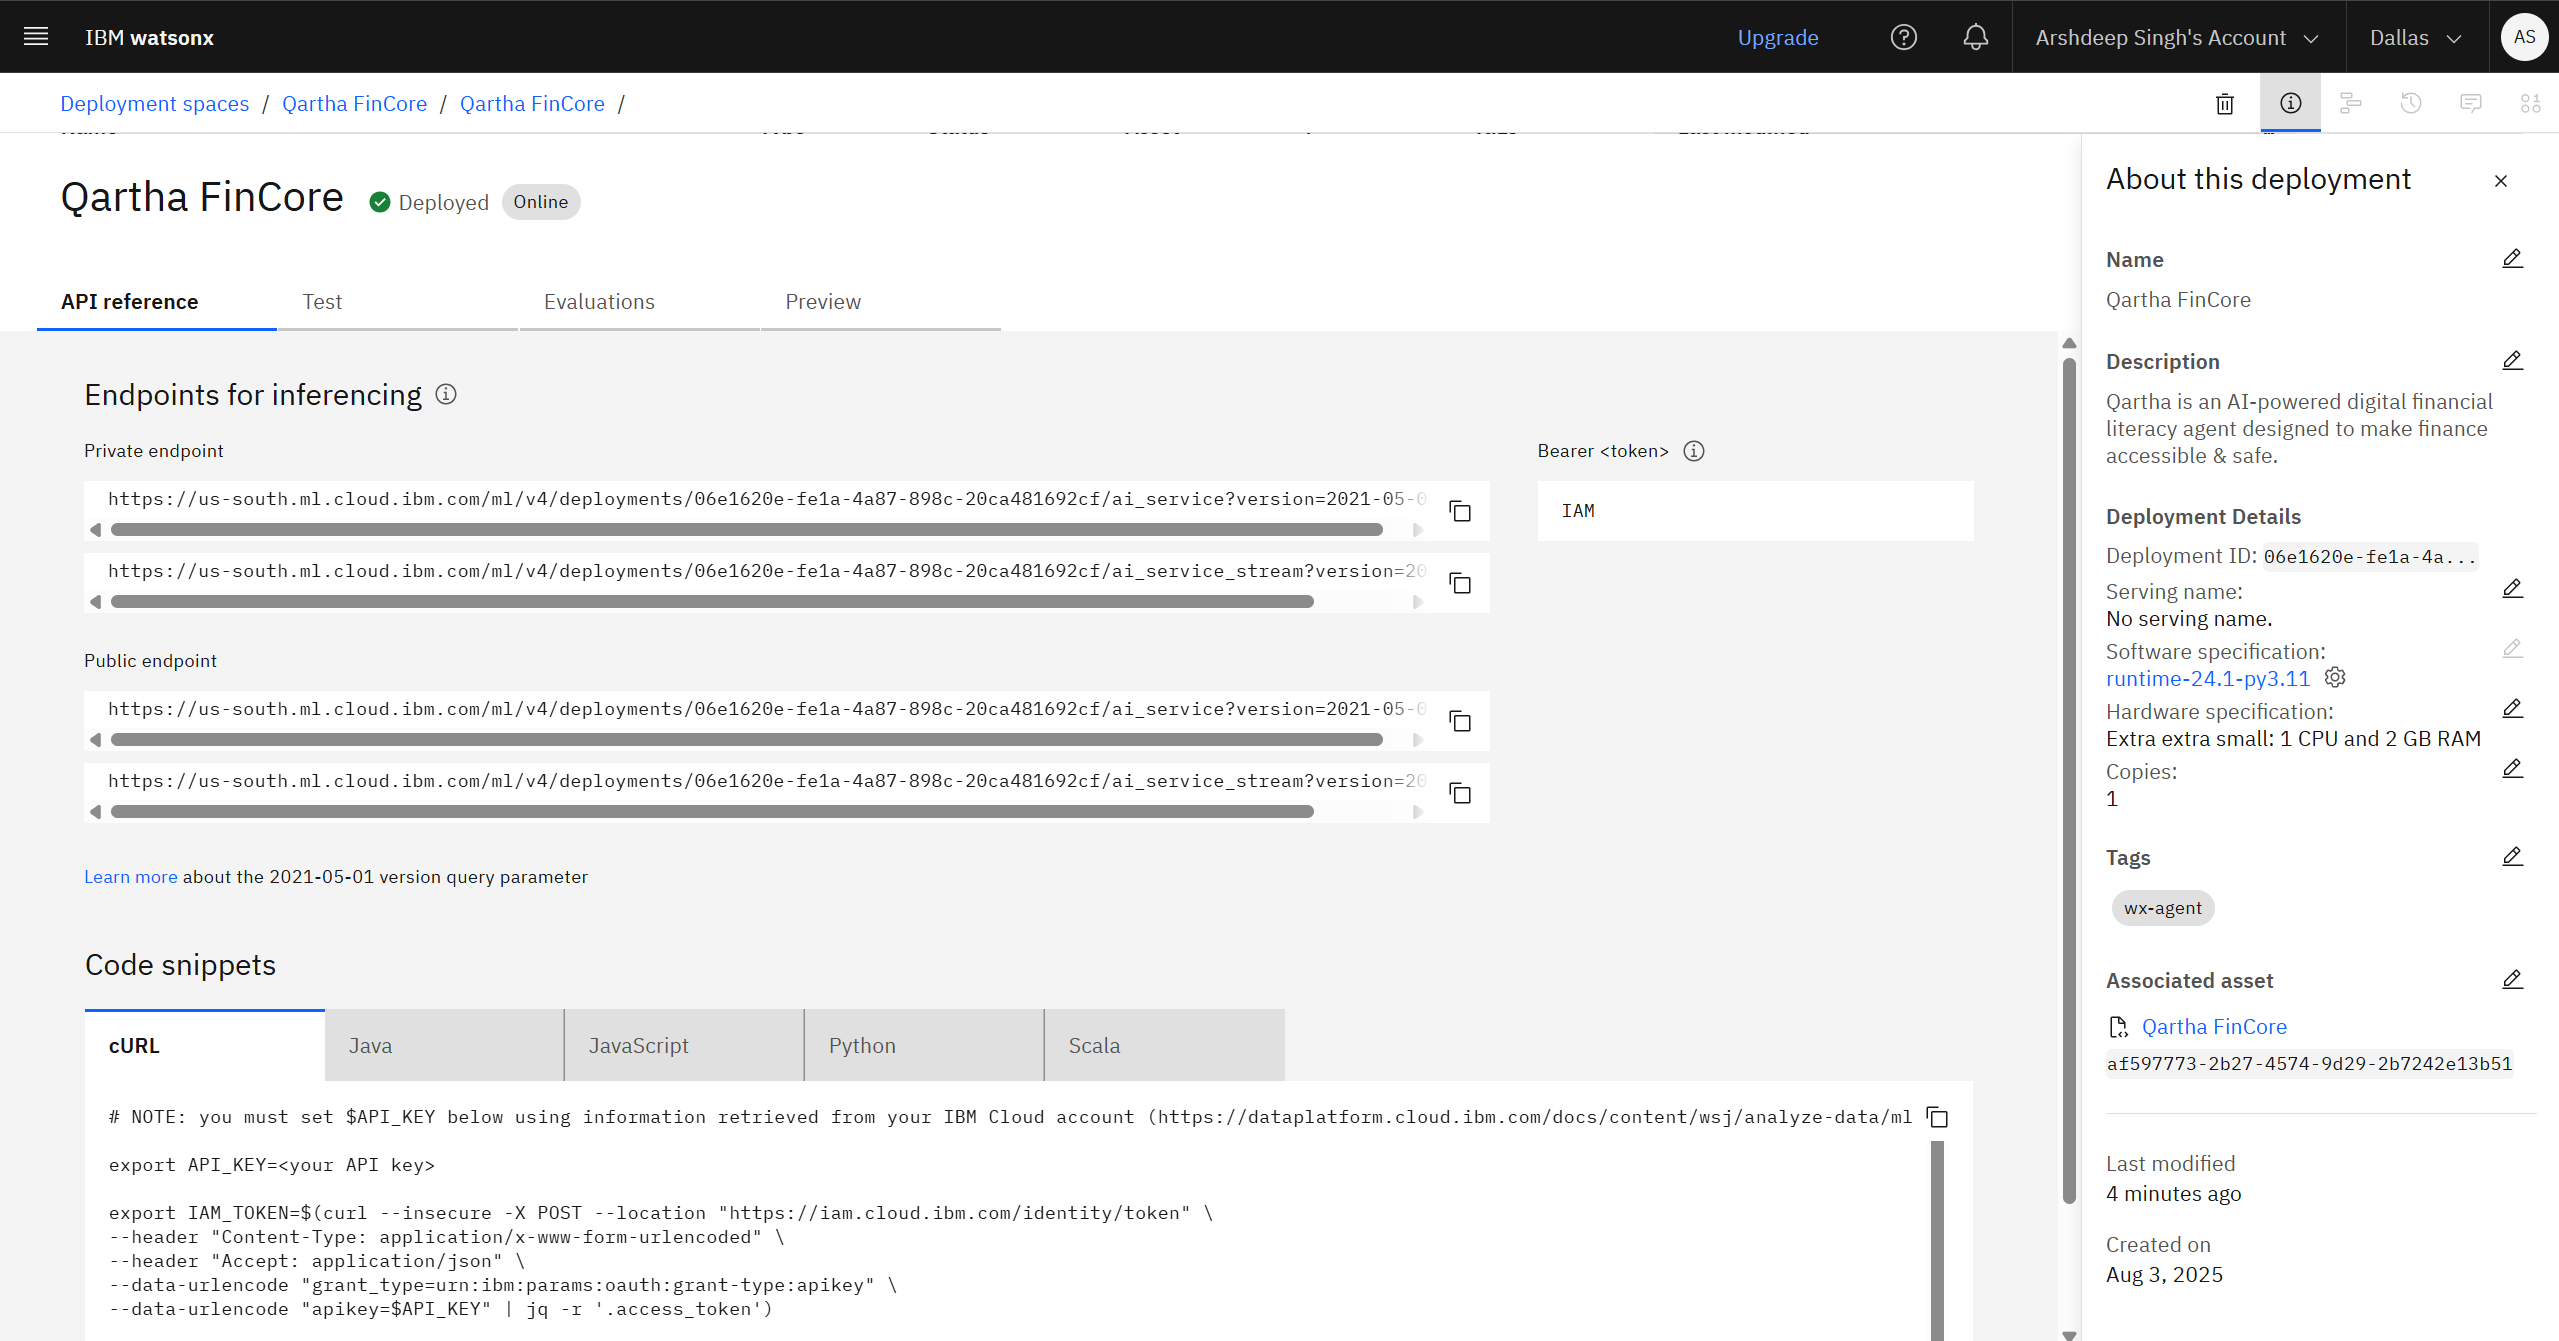 IBM watsonx
Upgrade
Arshdeep Singh's Account
Dallas
AS
Deployment spaces / Qartha FinCore / Qartha FinCore /
Qartha FinCore
Deployed
Online
API reference
Test
Evaluations
Preview
Endpoints for inferencing
Private endpoint
https://us-south.ml.cloud.ibm.com/ml/v4/deployments/06e1620e-fe1a-4a87-898c-20ca481692cf/ai_service?version=2021-05-0
https://us-south.ml.cloud.ibm.com/ml/v4/deployments/06e1620e-fe1a-4a87-898c-20ca481692cf/ai_service_stream?version=20
Bearer <token>
IAM
Public endpoint
https://us-south.ml.cloud.ibm.com/ml/v4/deployments/06e1620e-fe1a-4a87-898c-20ca481692cf/ai_service?version=2021-05-0
https://us-south.ml.cloud.ibm.com/ml/v4/deployments/06e1620e-fe1a-4a87-898c-20ca481692cf/ai_service_stream?version=20
Learn more about the 2021-05-01 version query parameter
Code snippets
cURL
Java
JavaScript
Python
Scala
# NOTE: you must set $API_KEY below using information retrieved from your IBM Cloud account (https://dataplatform.cloud.ibm.com/docs/content/wsj/analyze-data/ml
export API_KEY=<your API key>
export IAM_TOKEN=$(curl --insecure -X POST --location "https://iam.cloud.ibm.com/identity/token" \
--header "Content-Type: application/x-www-form-urlencoded" \
--header "Accept: application/json" \
--data-urlencode "grant_type=urn:ibm:params:oauth:grant-type:apikey" \
--data-urlencode "apikey=$API_KEY" | jq -r '.access_token')
About this deployment
Name
Qartha FinCore
Description
Qartha is an AI-powered digital financial
literacy agent designed to make finance
accessible & safe.
Deployment Details
Deployment ID: 06e1620e-fe1a-4a...
Serving name:
No serving name.
Software specification:
runtime-24.1-py3.11
Hardware specification:
Extra extra small: 1 CPU and 2 GB RAM
Copies:
1
Tags
wx-agent
Associated asset
Qartha FinCore
af597773-2b27-4574-9d29-2b7242e13b51
Last modified
4 minutes ago
Created on
Aug 3, 2025